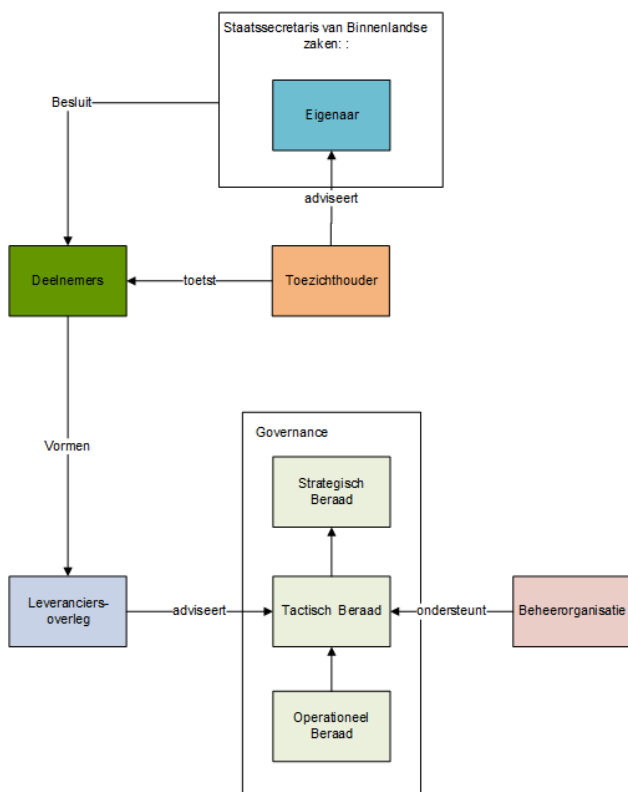 Staatssecretaris van Binnenlandse
zaken: :
Eigenaar
Besluit
adviseert
Deelnemers
toetst
Toezichthouder
Vormen
Governance
Strategisch
Beraad
Leveranciers-
overleg
adviseert
Tactisch Beraad
ondersteunt
Beheerorganisatie
Operationeel
Beraad